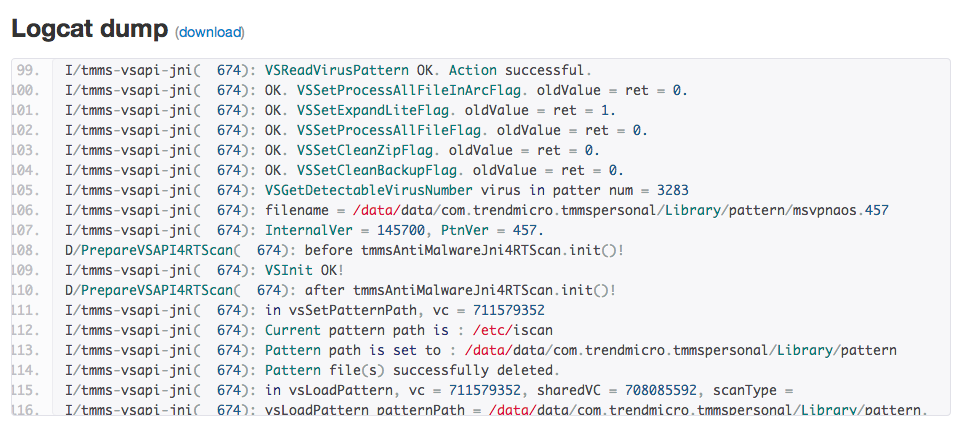 Logcat dump (download)
99. I/tmms-vsapi-jni(  674): VSReadVirusPattern OK. Action successful.
100. I/tmms-vsapi-jni(  674): OK. VSSetProcessAllFileInArcFlag. oldValue = ret = 0.
101. I/tmms-vsapi-jni(  674): OK. VSSetExpandLiteFlag. oldValue = ret = 1.
102. I/tmms-vsapi-jni(  674): OK. VSSetProcessAllFileFlag. oldValue = ret = 0.
103. I/tmms-vsapi-jni(  674): OK. VSSetCleanZipFlag. oldValue = ret = 0.
104. I/tmms-vsapi-jni(  674): OK. VSSetCleanBackupFlag. oldValue = ret = 0.
105. I/tmms-vsapi-jni(  674): VSGetDetectableVirusNumber virus in patter num = 3283
106. I/tmms-vsapi-jni(  674): filename = /data/data/com.trendmicro.tmmspersonal/Library/pattern/msvpnaos.457
107. I/tmms-vsapi-jni(  674): InternalVer = 145700, PtnVer = 457.
108. D/PrepareVSAPI4RTScan(  674): before tmmsAntiMalwareJni4RTScan.init()!
109. I/tmms-vsapi-jni(  674): VSInit OK!
110. D/PrepareVSAPI4RTScan(  674): after tmmsAntiMalwareJni4RTScan.init()!
111. I/tmms-vsapi-jni(  674): in vsSetPatternPath, vc = 711579352
112. I/tmms-vsapi-jni(  674): Current pattern path is : /etc/iscan
113. I/tmms-vsapi-jni(  674): Pattern path is set to : /data/data/com.trendmicro.tmmspersonal/Library/pattern
114. I/tmms-vsapi-jni(  674): Pattern file(s) successfully deleted.
115. I/tmms-vsapi-jni(  674): in vsLoadPattern, vc = 711579352, sharedVC = 708085592, scanType =
116. I/tmms-vsapi-jni(  674): vsLoadPattern patternPath = /data/data/com.trendmicro.tmmspersonal/Library/pattern.